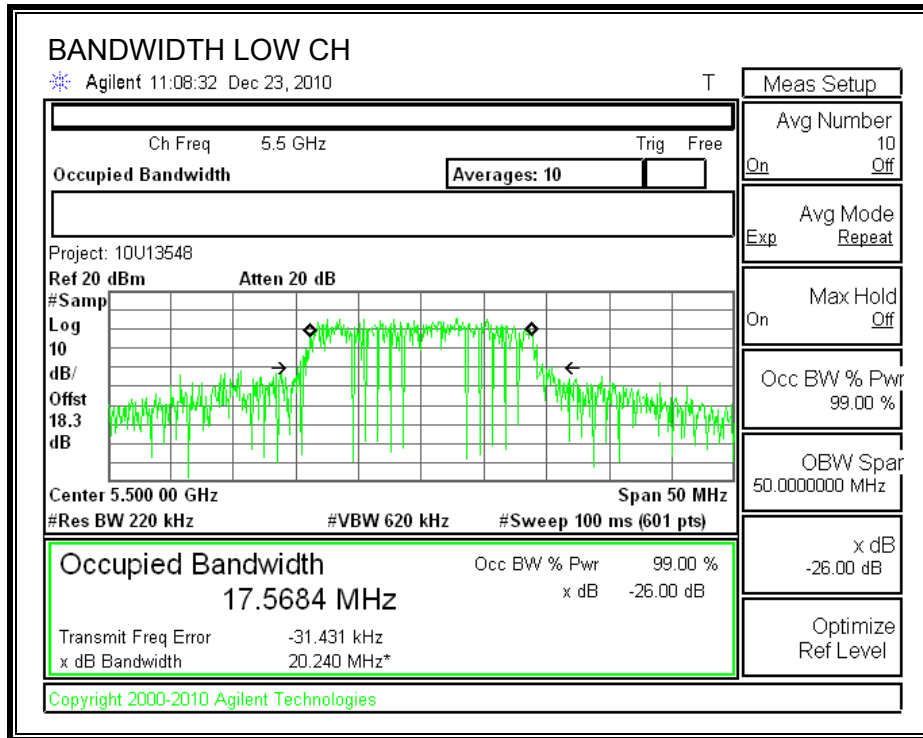 BANDWIDTH LOW CH
Agilent 11:08:32 Dec 23, 2010 T
Ch Freq 5.5 GHz Trig Free
Occupied Bandwidth Averages: 10
Project: 10U13548
Ref 20 dBm Atten 20 dB
#Samp
Log
10
dB/
Offst
18.3
dB
Center 5.500 00 GHz Span 50 MHz
#Res BW 220 kHz #VBW 620 kHz #Sweep 100 ms (601 pts)
Occupied Bandwidth Occ BW % Pwr 99.00 %
17.5684 MHz x dB -26.00 dB
Transmit Freq Error -31.431 kHz
x dB Bandwidth 20.240 MHz*
Copyright 2000-2010 Agilent Technologies
Meas Setup
Avg Number
10
On Off
Avg Mode
Exp Repeat
Max Hold
On Off
Occ BW % Pwr
99.00 %
OBW Span
50.0000000 MHz
x dB
-26.00 dB
Optimize
Ref Level